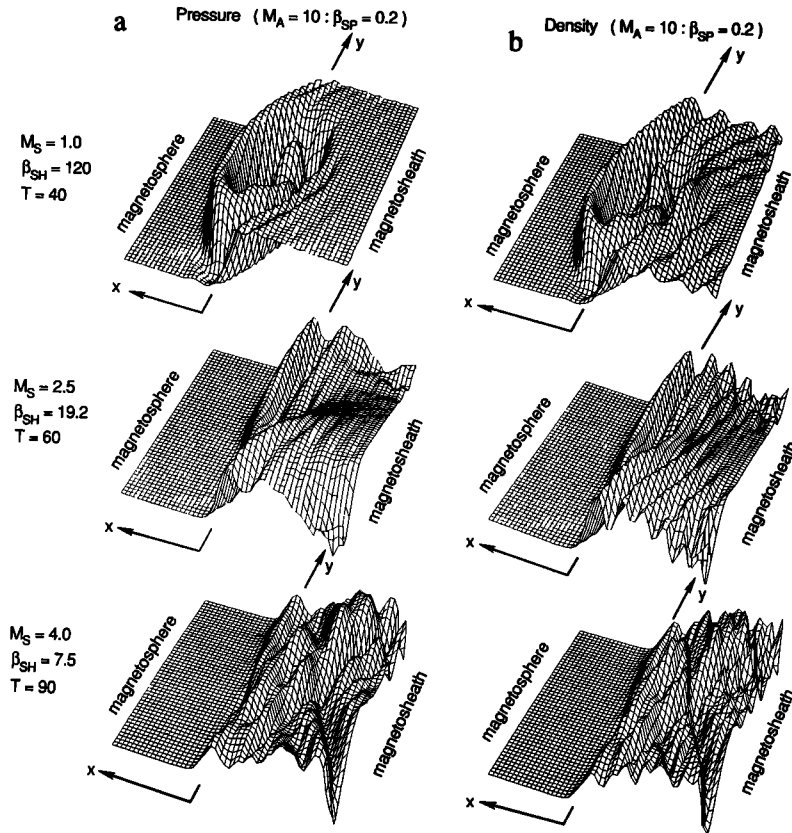 a Pressure ( M_A = 10 : β_SP = 0.2 )
b Density ( M_A = 10 : β_SP = 0.2 )
y
y
M_S = 1.0
β_SH = 120
T = 40
magnetosphere
magnetosheath
x
magnetosphere
magnetosheath
x
y
y
M_S = 2.5
β_SH = 19.2
T = 60
magnetosphere
magnetosheath
x
magnetosphere
magnetosheath
x
y
y
M_S = 4.0
β_SH = 7.5
T = 90
magnetosphere
magnetosheath
x
magnetosphere
magnetosheath
x